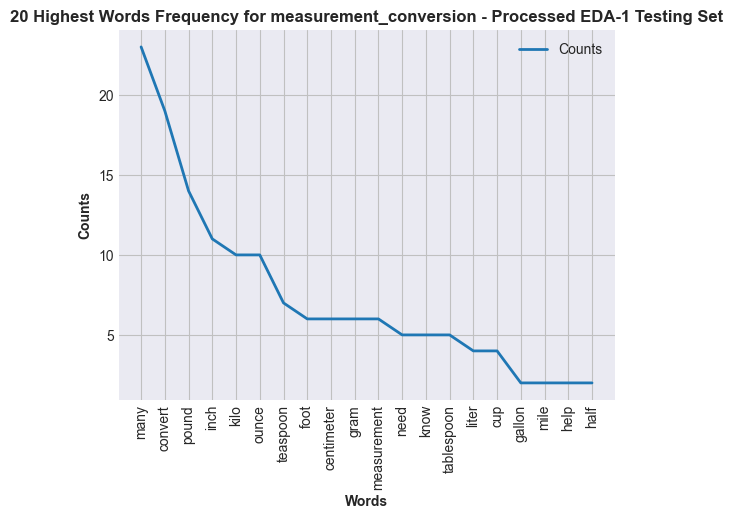 20 Highest Words Frequency for measurement_conversion - Processed EDA-1 Testing Set
Counts
Counts
20
15
10
5
many
convert
pound
inch
kilo
ounce
teaspoon
foot
centimeter
gram
measurement
need
know
tablespoon
liter
cup
gallon
mile
help
half
Words